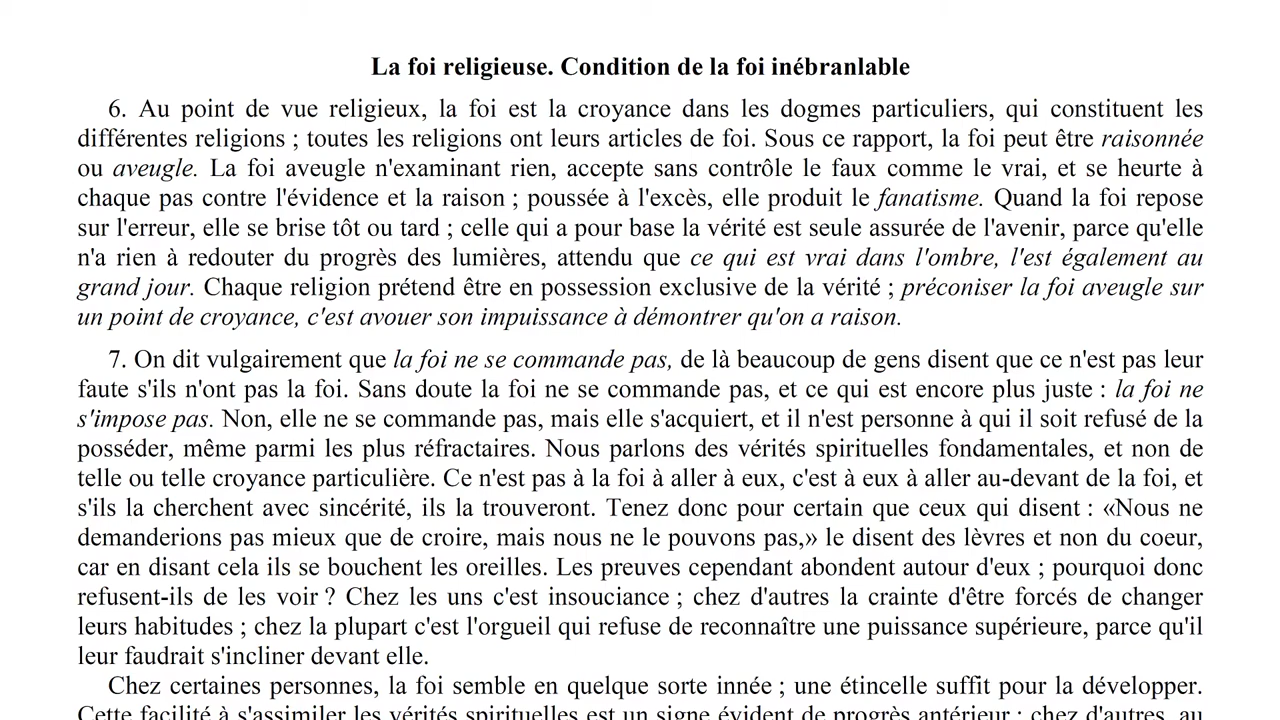 La foi religieuse. Condition de la foi inébranlable
6. Au point de vue religieux, la foi est la croyance dans les dogmes particuliers, qui constituent les
différentes religions ; toutes les religions ont leurs articles de foi. Sous ce rapport, la foi peut être raisonnée
ou aveugle. La foi aveugle n'examinant rien, accepte sans contrôle le faux comme le vrai, et se heurte à
chaque pas contre l'évidence et la raison ; poussée à l'excès, elle produit le fanatisme. Quand la foi repose
sur l'erreur, elle se brise tôt ou tard ; celle qui a pour base la vérité est seule assurée de l'avenir, parce qu'elle
n'a rien à redouter du progrès des lumières, attendu que ce qui est vrai dans l'ombre, l'est également au
grand jour. Chaque religion prétend être en possession exclusive de la vérité ; préconiser la foi aveugle sur
un point de croyance, c'est avouer son impuissance à démontrer qu'on a raison.
7. On dit vulgairement que la foi ne se commande pas, de là beaucoup de gens disent que ce n'est pas leur
faute s'ils n'ont pas la foi. Sans doute la foi ne se commande pas, et ce qui est encore plus juste : la foi ne
s'impose pas. Non, elle ne se commande pas, mais elle s'acquiert, et il n'est personne à qui il soit refusé de la
posséder, même parmi les plus réfractaires. Nous parlons des vérités spirituelles fondamentales, et non de
telle ou telle croyance particulière. Ce n'est pas à la foi à aller à eux, c'est à eux à aller au-devant de la foi, et
s'ils la cherchent avec sincérité, ils la trouveront. Tenez donc pour certain que ceux qui disent : «Nous ne
demanderions pas mieux que de croire, mais nous ne le pouvons pas,» le disent des lèvres et non du coeur,
car en disant cela ils se bouchent les oreilles. Les preuves cependant abondent autour d'eux ; pourquoi donc
refusent-ils de les voir ? Chez les uns c'est insouciance ; chez d'autres la crainte d'être forcés de changer
leurs habitudes ; chez la plupart c'est l'orgueil qui refuse de reconnaître une puissance supérieure, parce qu'il
leur faudrait s'incliner devant elle.
Chez certaines personnes, la foi semble en quelque sorte innée ; une étincelle suffit pour la développer.
Cette facilité à s'assimiler les vérités spirituelles est un signe évident de progrès antérieur ; chez d'autres, au